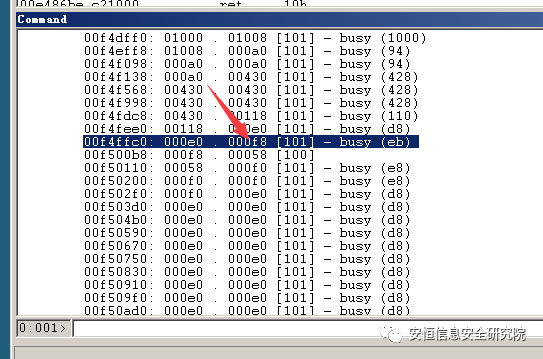 00e486be c21000          ret     10h
Command
00f4dff0: 01000 . 01008 [101] - busy (1000)
00f4eff8: 01008 . 000a0 [101] - busy (94)
00f4f098: 000a0 . 000a0 [101] - busy (94)
00f4f138: 000a0 . 00430 [101] - busy (428)
00f4f568: 00430 . 00430 [101] - busy (428)
00f4f998: 00430 . 00430 [101] - busy (428)
00f4fdc8: 00430 . 00118 [101] - busy (110)
00f4fee0: 00118 . 000e0 [101] - busy (d8)
00f4ffc0: 000e0 . 000f8 [101] - busy (eb)
00f500b8: 000f8 . 00058 [100]
00f50110: 00058 . 000f0 [101] - busy (e8)
00f50200: 000f0 . 000f0 [101] - busy (e8)
00f502f0: 000f0 . 000e0 [101] - busy (d8)
00f503d0: 000e0 . 000e0 [101] - busy (d8)
00f504b0: 000e0 . 000e0 [101] - busy (d8)
00f50590: 000e0 . 000e0 [101] - busy (d8)
00f50670: 000e0 . 000e0 [101] - busy (d8)
00f50750: 000e0 . 000e0 [101] - busy (d8)
00f50830: 000e0 . 000e0 [101] - busy (d8)
00f50910: 000e0 . 000e0 [101] - busy (d8)
00f509f0: 000e0 . 000e0 [101] - busy (d8)
00f50ad0: 000e0 . 000e0 [101] - busy (d8)
0:001>
安恒信息安全研究院